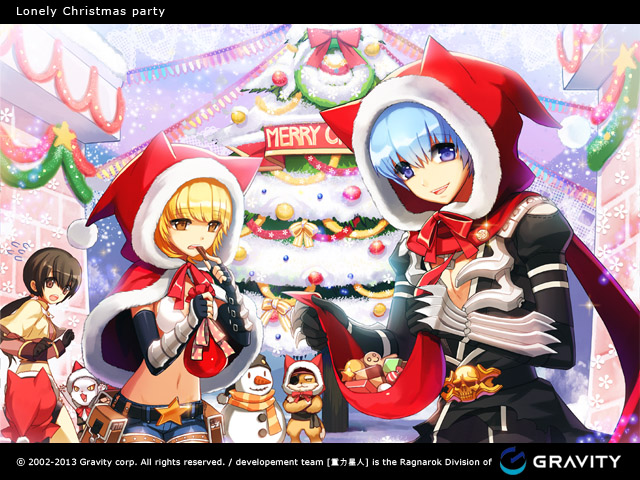 Lonely Christmas party
MERRY C
© 2002-2013 Gravity corp. All rights reserved. / developement team [重力星人] is the Ragnarok Division of
GRAVITY